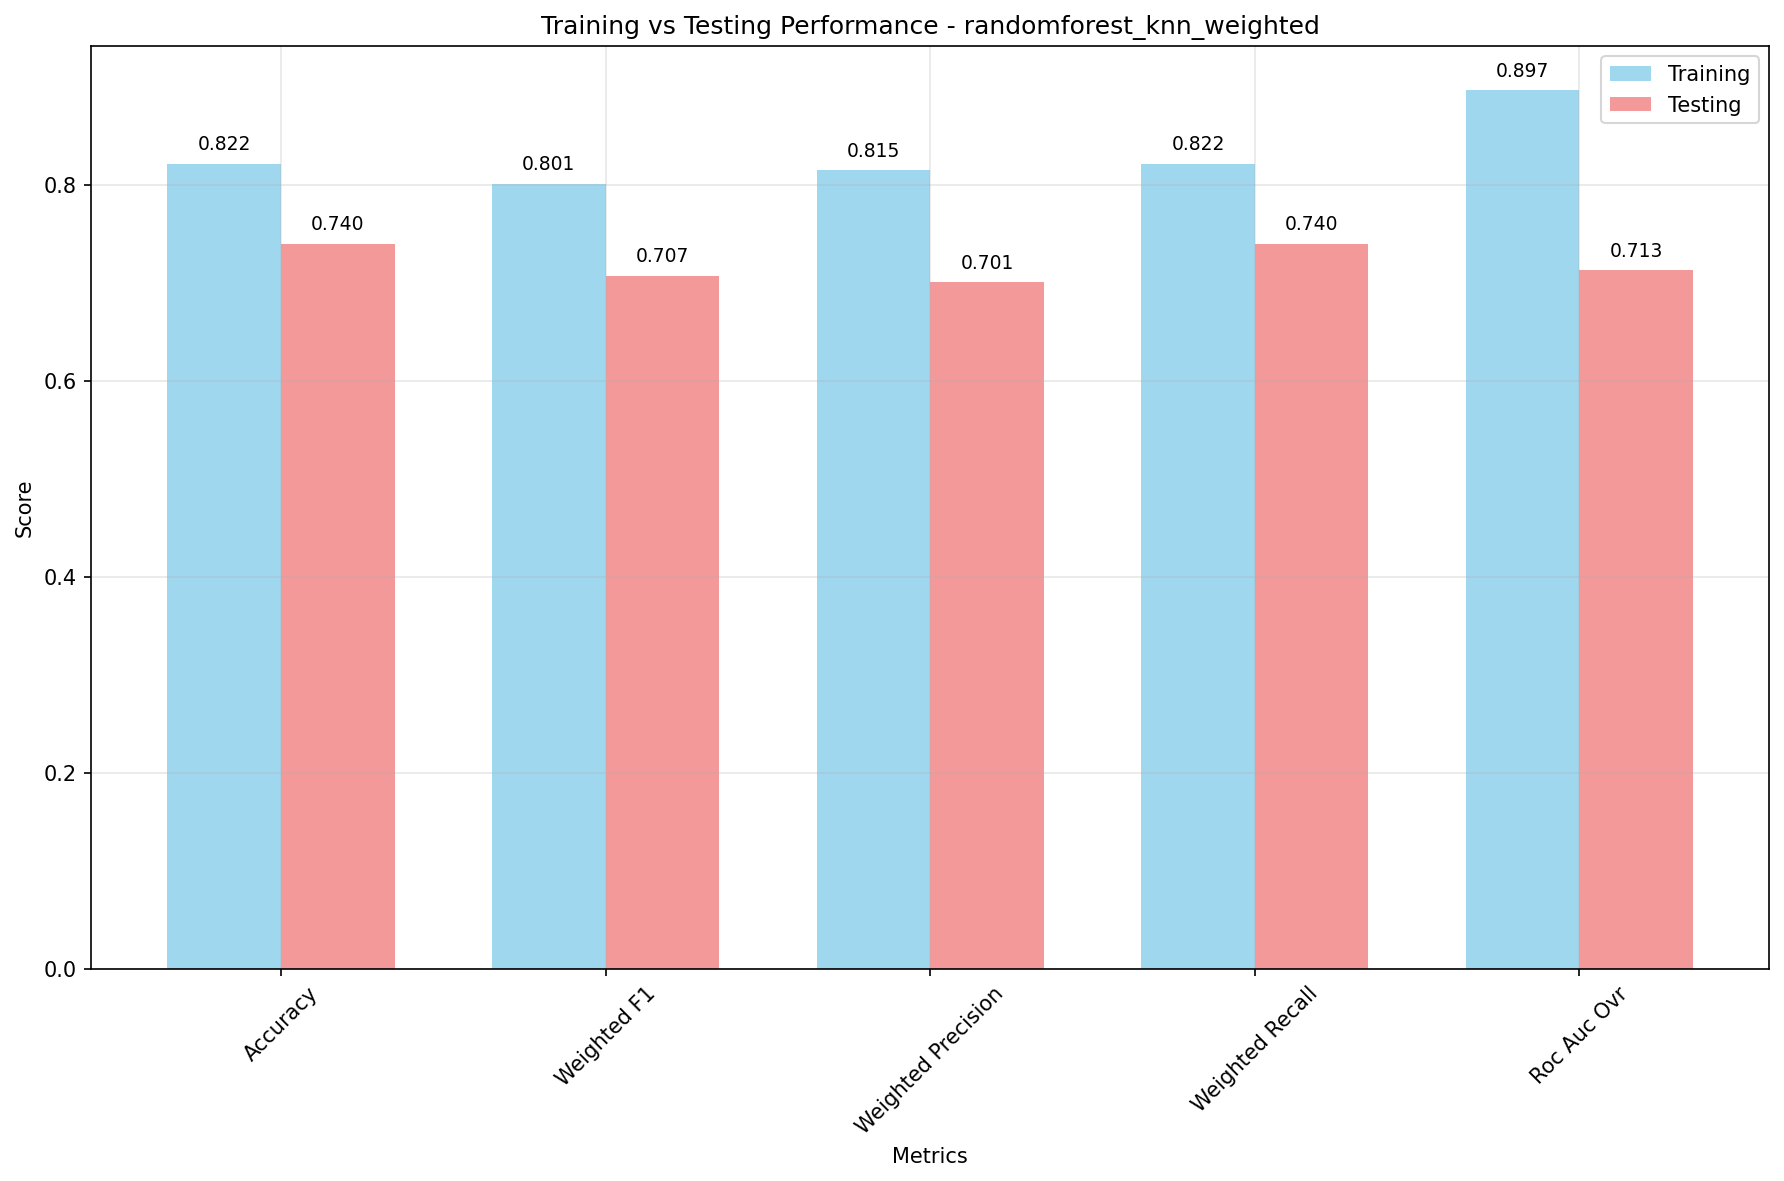 Training vs Testing Performance - randomforest_knn_weighted
Training
Testing
0.897
0.822
0.801
0.815
0.822
0.740
0.707
0.701
0.740
0.713
0.8
0.6
0.4
0.2
0.0
Score
Accuracy
Weighted F1
Weighted Precision
Weighted Recall
Roc Auc Ovr
Metrics